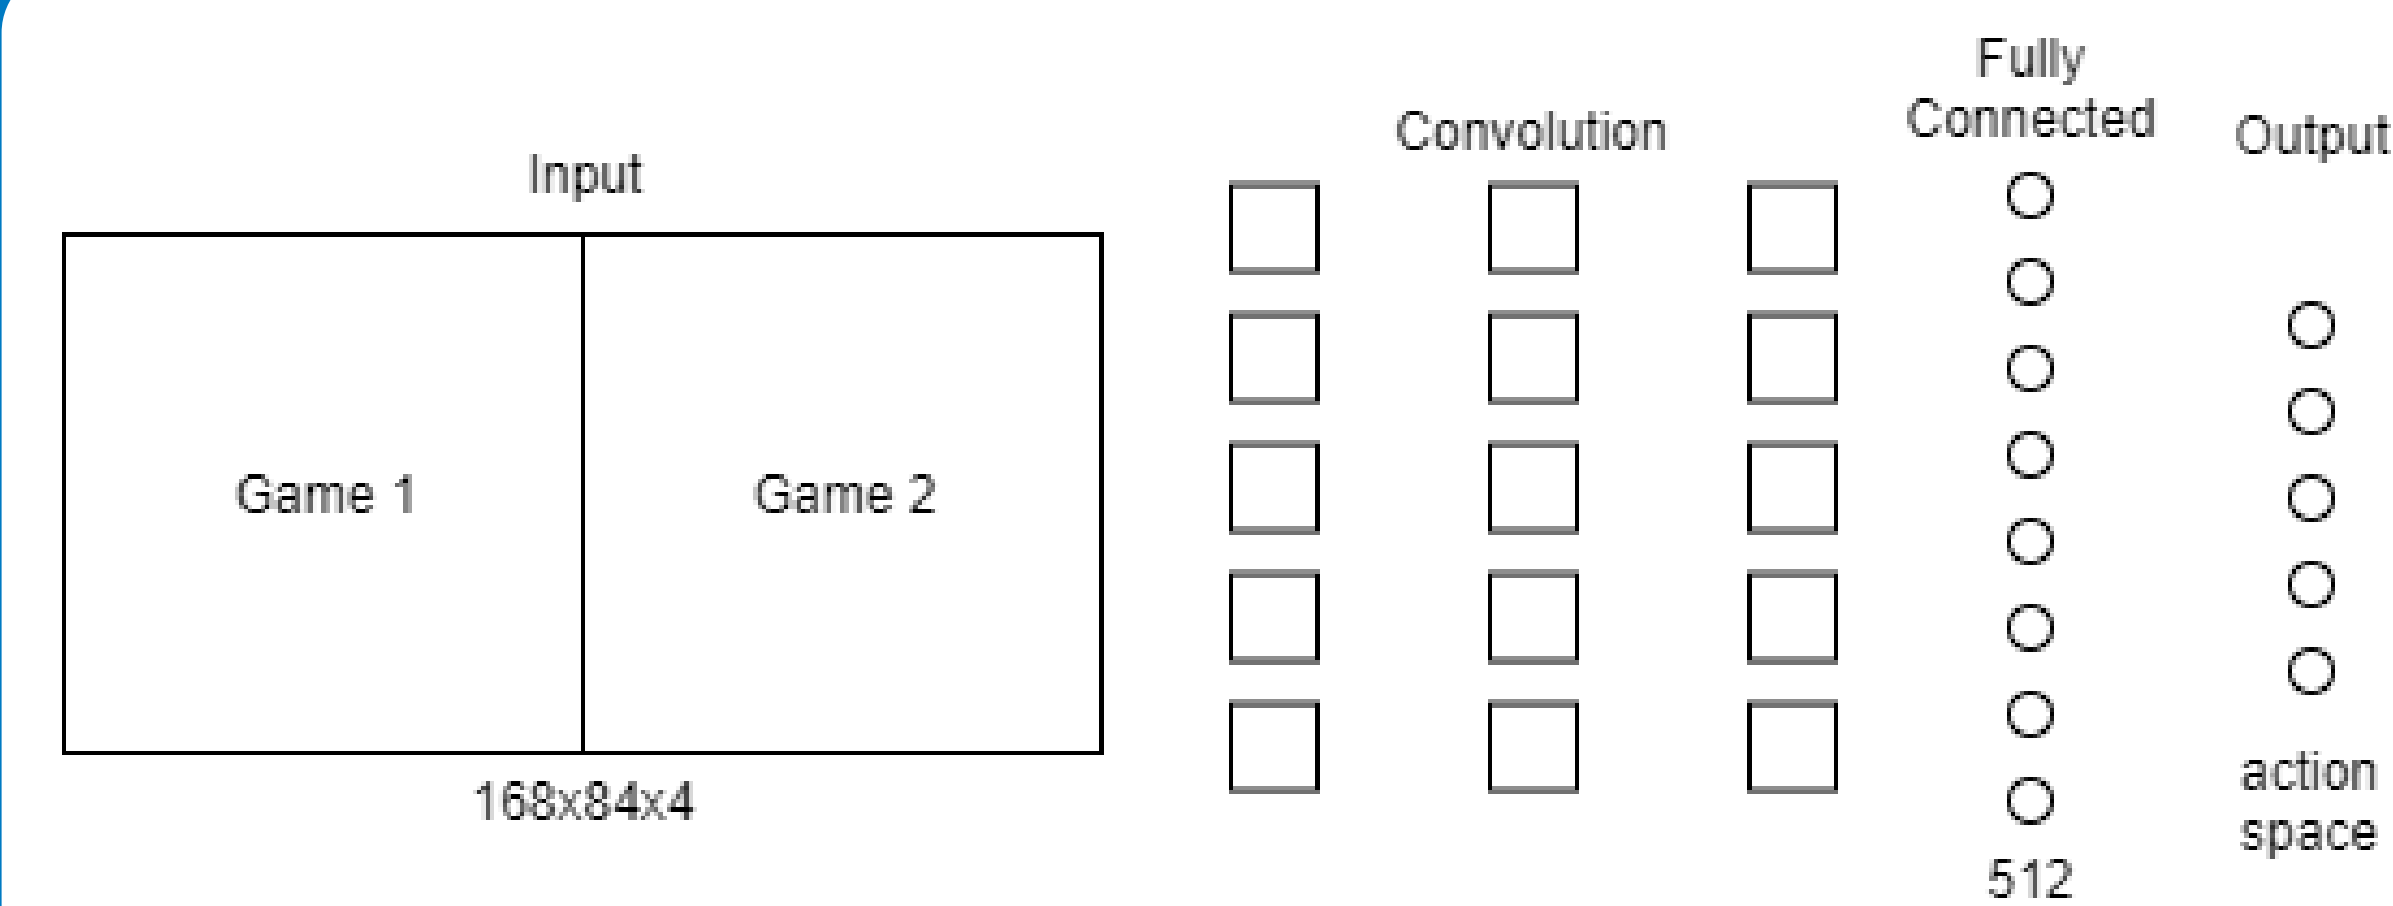 Input
Game 1
Game 2
168x84x4
Convolution
Fully
Connected
512
Output
action
space